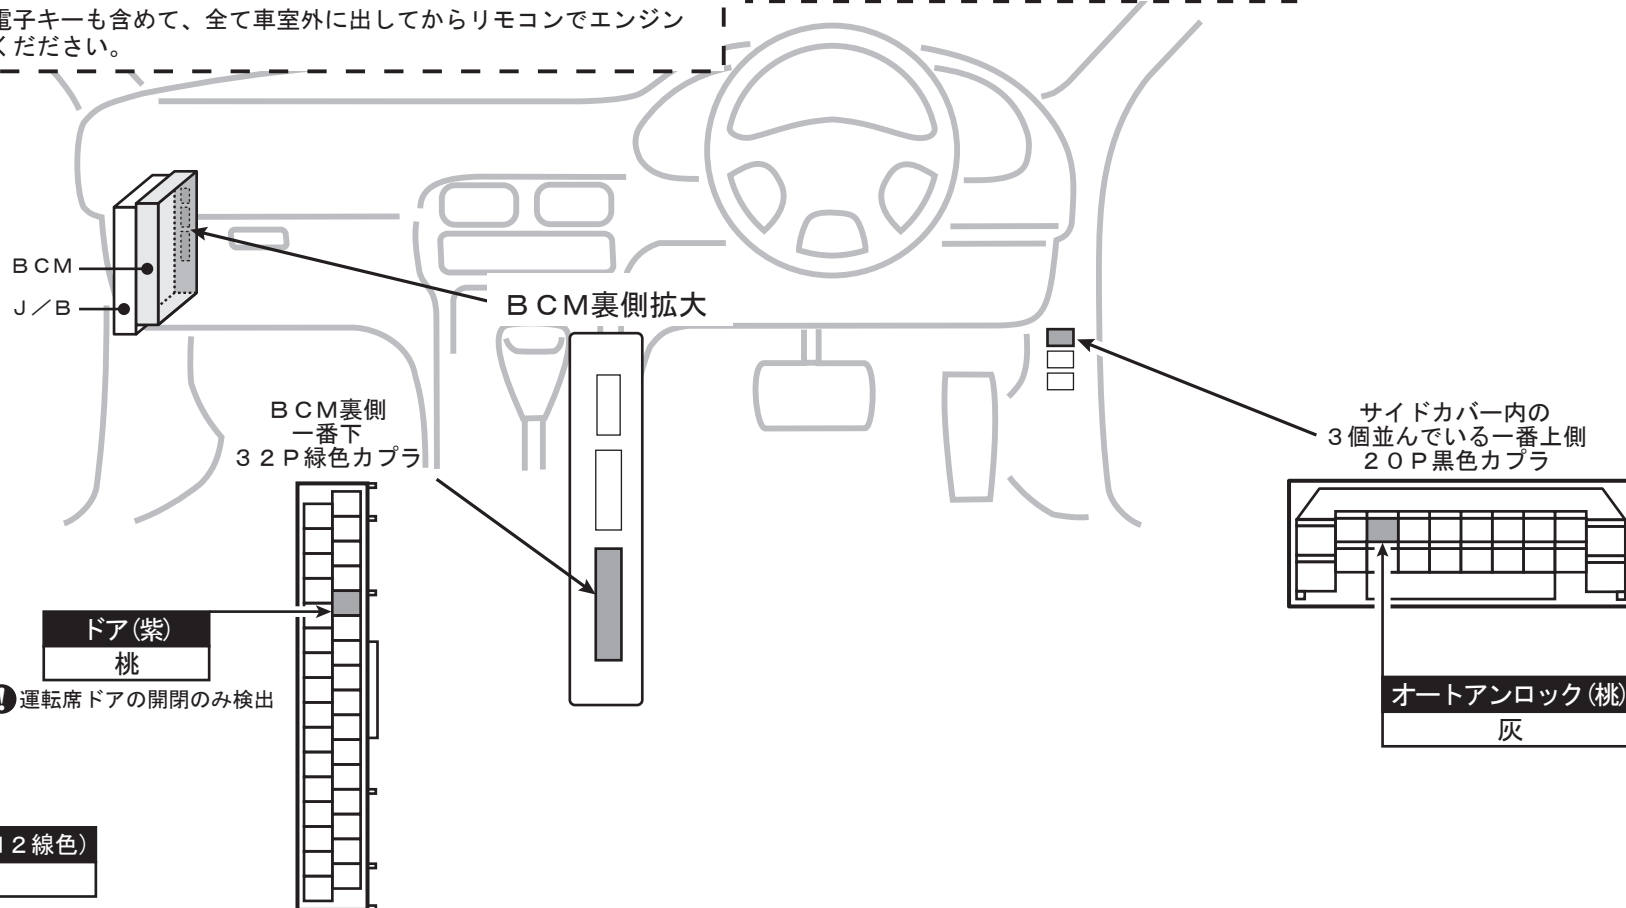 電子キーも含めて、全て車室外に出してからリモコンでエンジン
くだださい。
ＢＣＭ
Ｊ／Ｂ
ＢＣＭ裏側拡大
ＢＣＭ裏側
一番下
３２Ｐ緑色カプラ
サイドカバー内の
３個並んでいる一番上側
２０Ｐ黒色カプラ
ドア(紫)
桃
運転席ドアの開閉のみ検出
オートアンロック(桃)
灰
２線色)